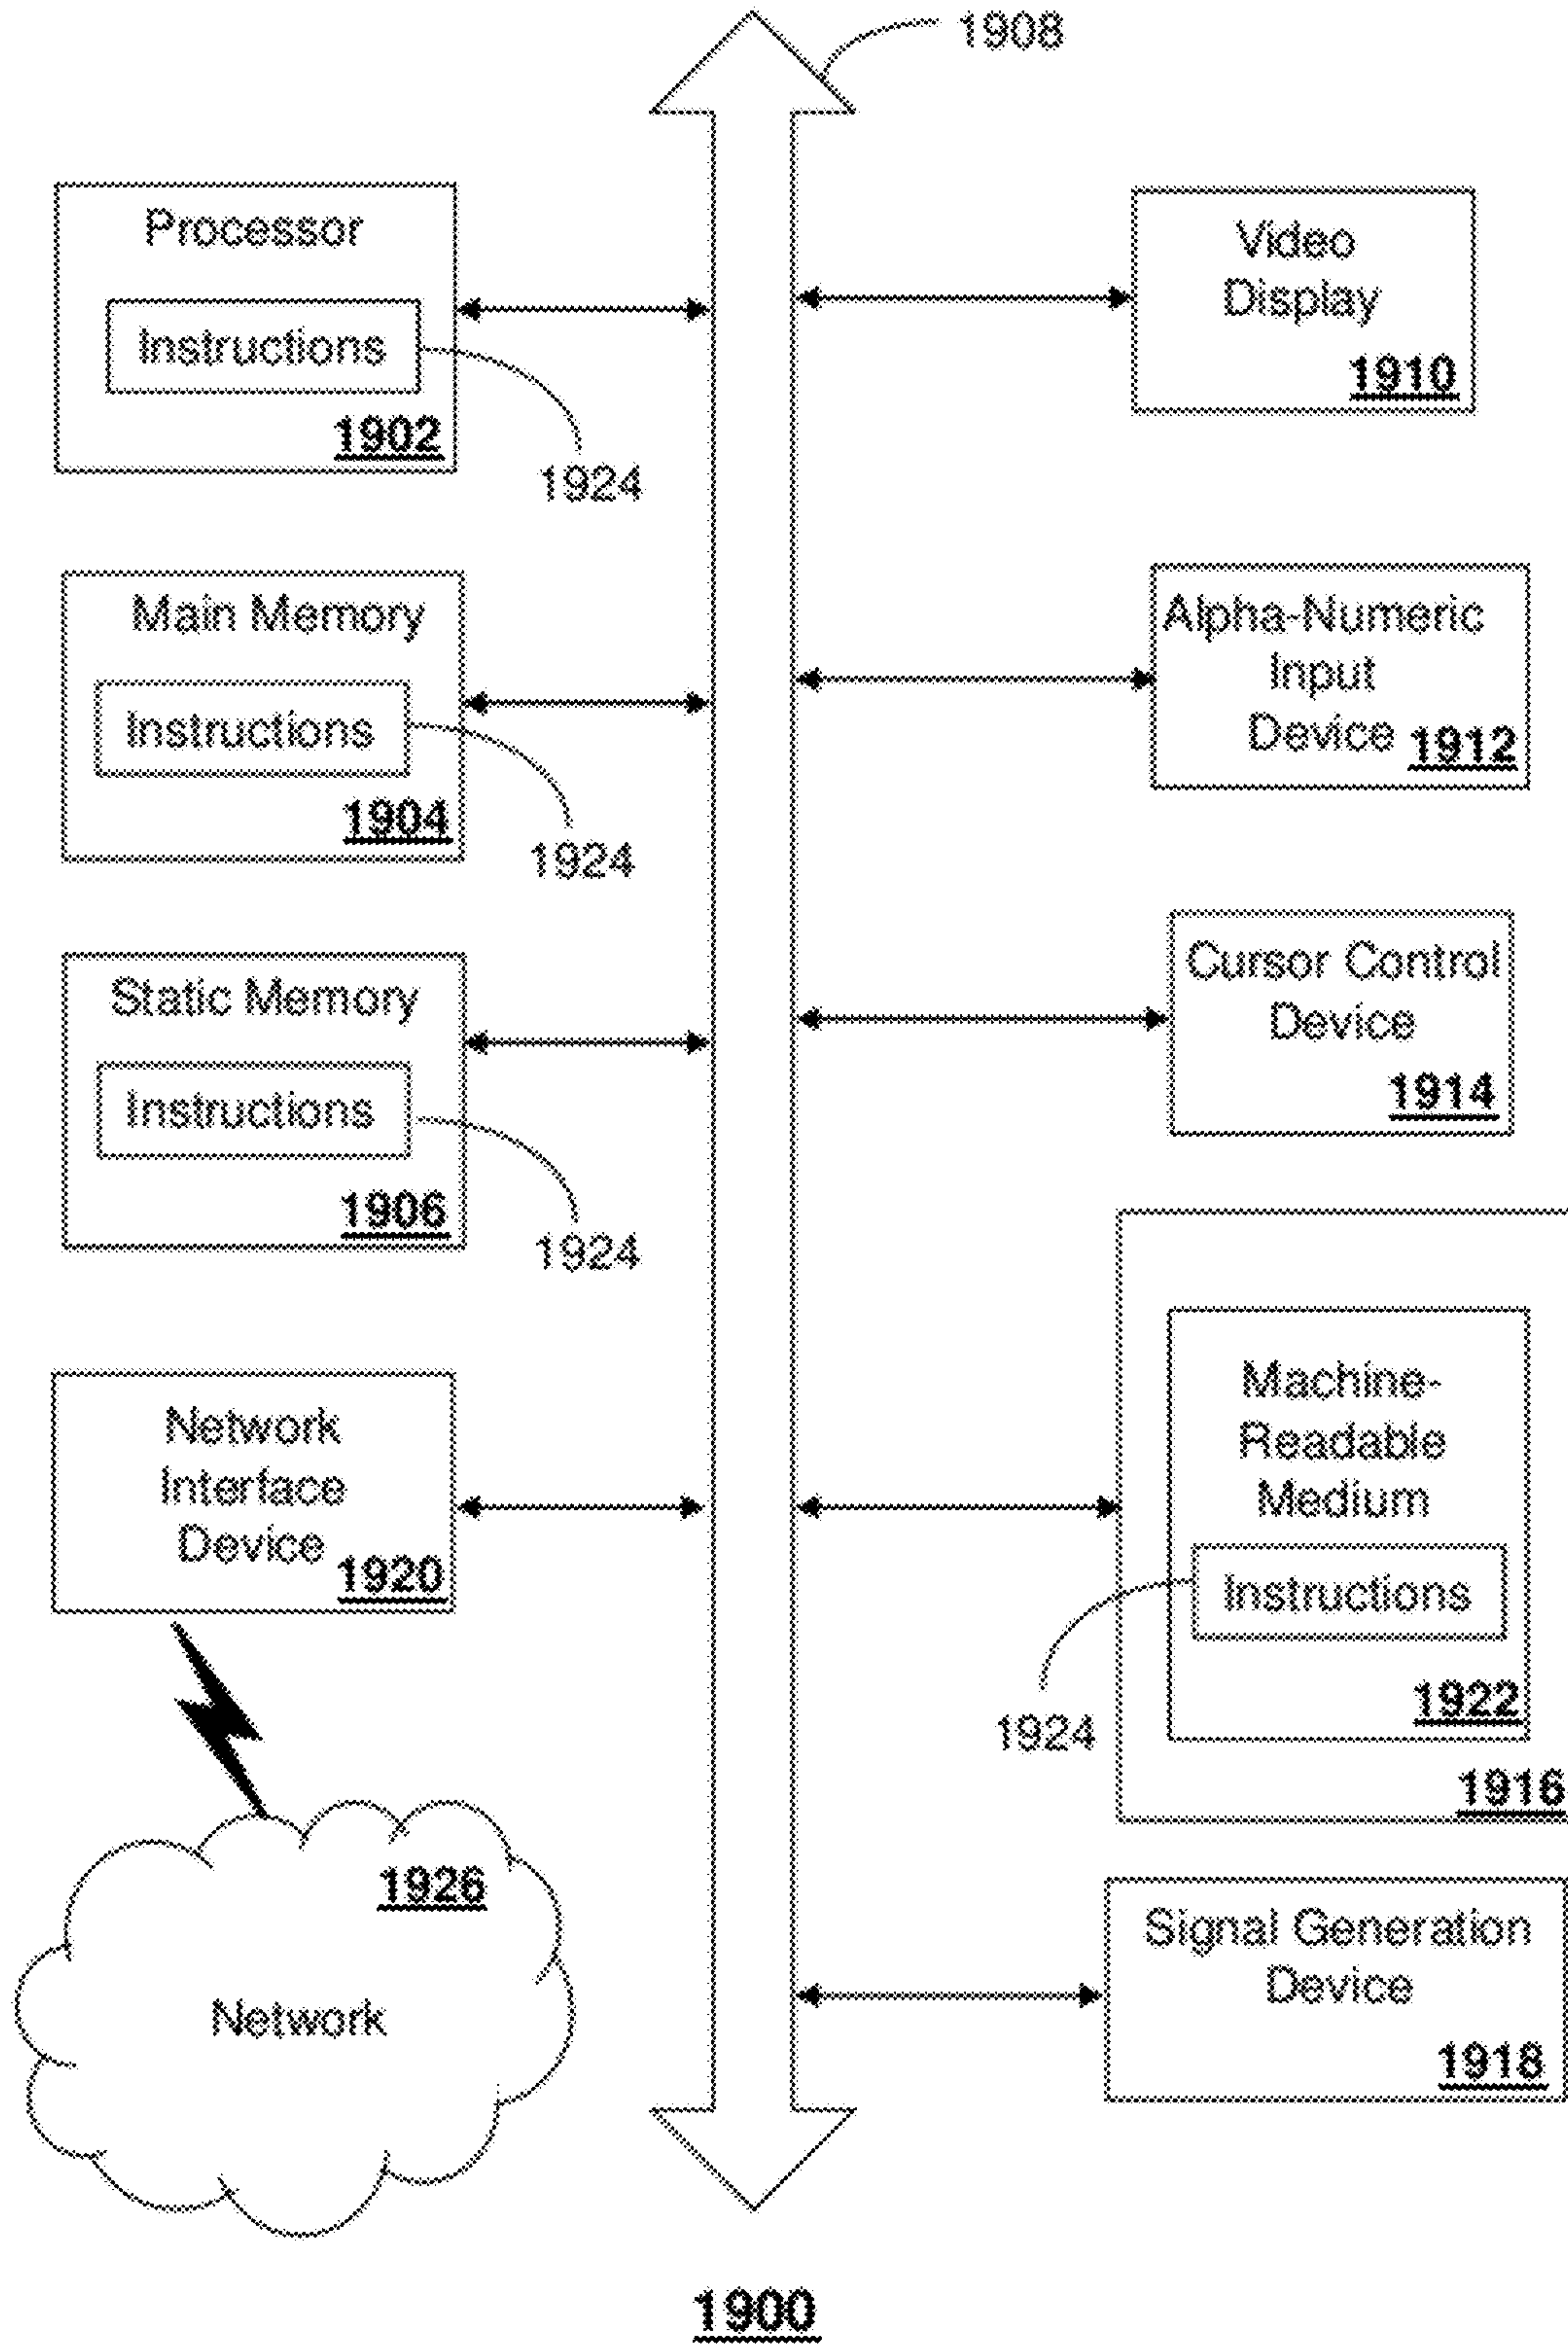 1908
Processor
Instructions
1902
1924
Main Memory
Instructions
1904
1924
Static Memory
Instructions
1906
1924
Network
Interface
Device
1920
1926
Network
Video
Display
1910
Alpha-Numeric
Input
Device
1912
Cursor Control
Device
1914
Machine-
Readable
Medium
Instructions
1922
1924
1916
Signal Generation
Device
1918
1900